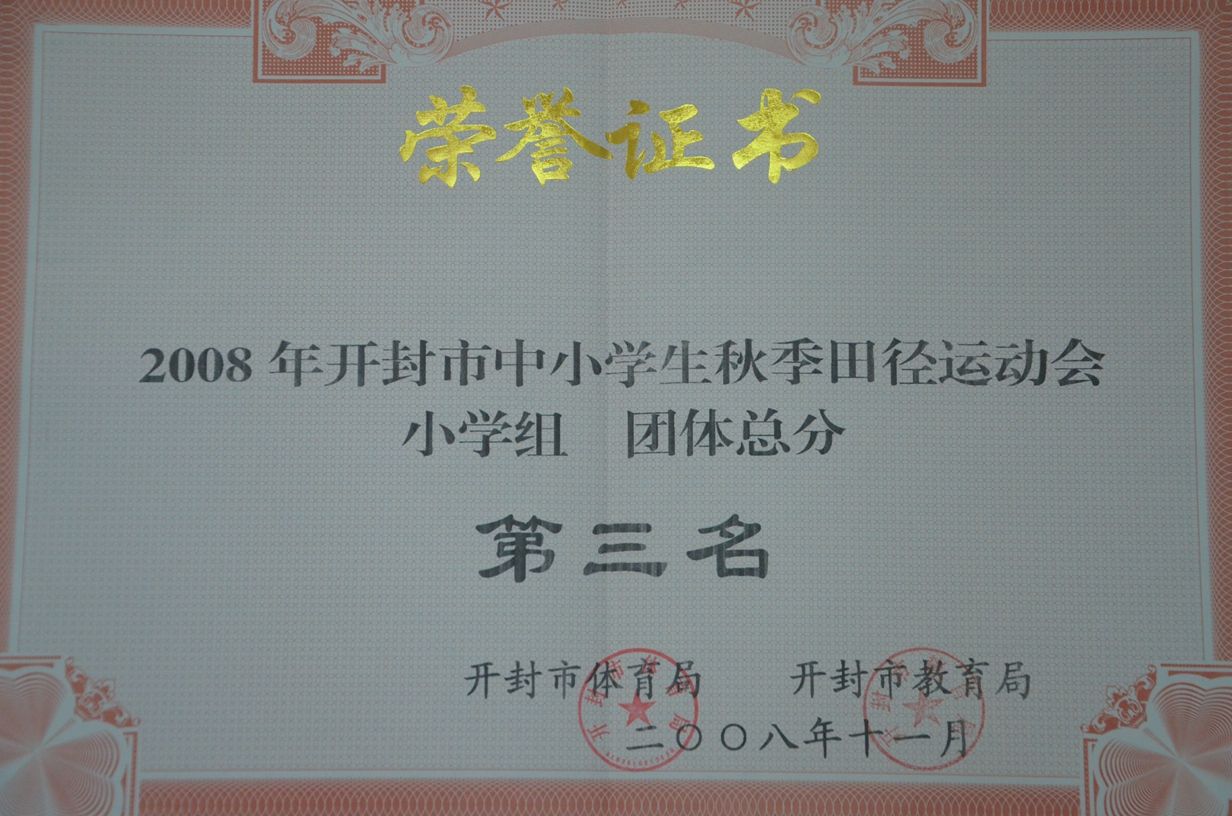 荣誉证书
2008年开封市中小学生秋季田径运动会
小学组 团体总分
第三名
开封市体育局 开封市教育局
二〇〇八年十一月